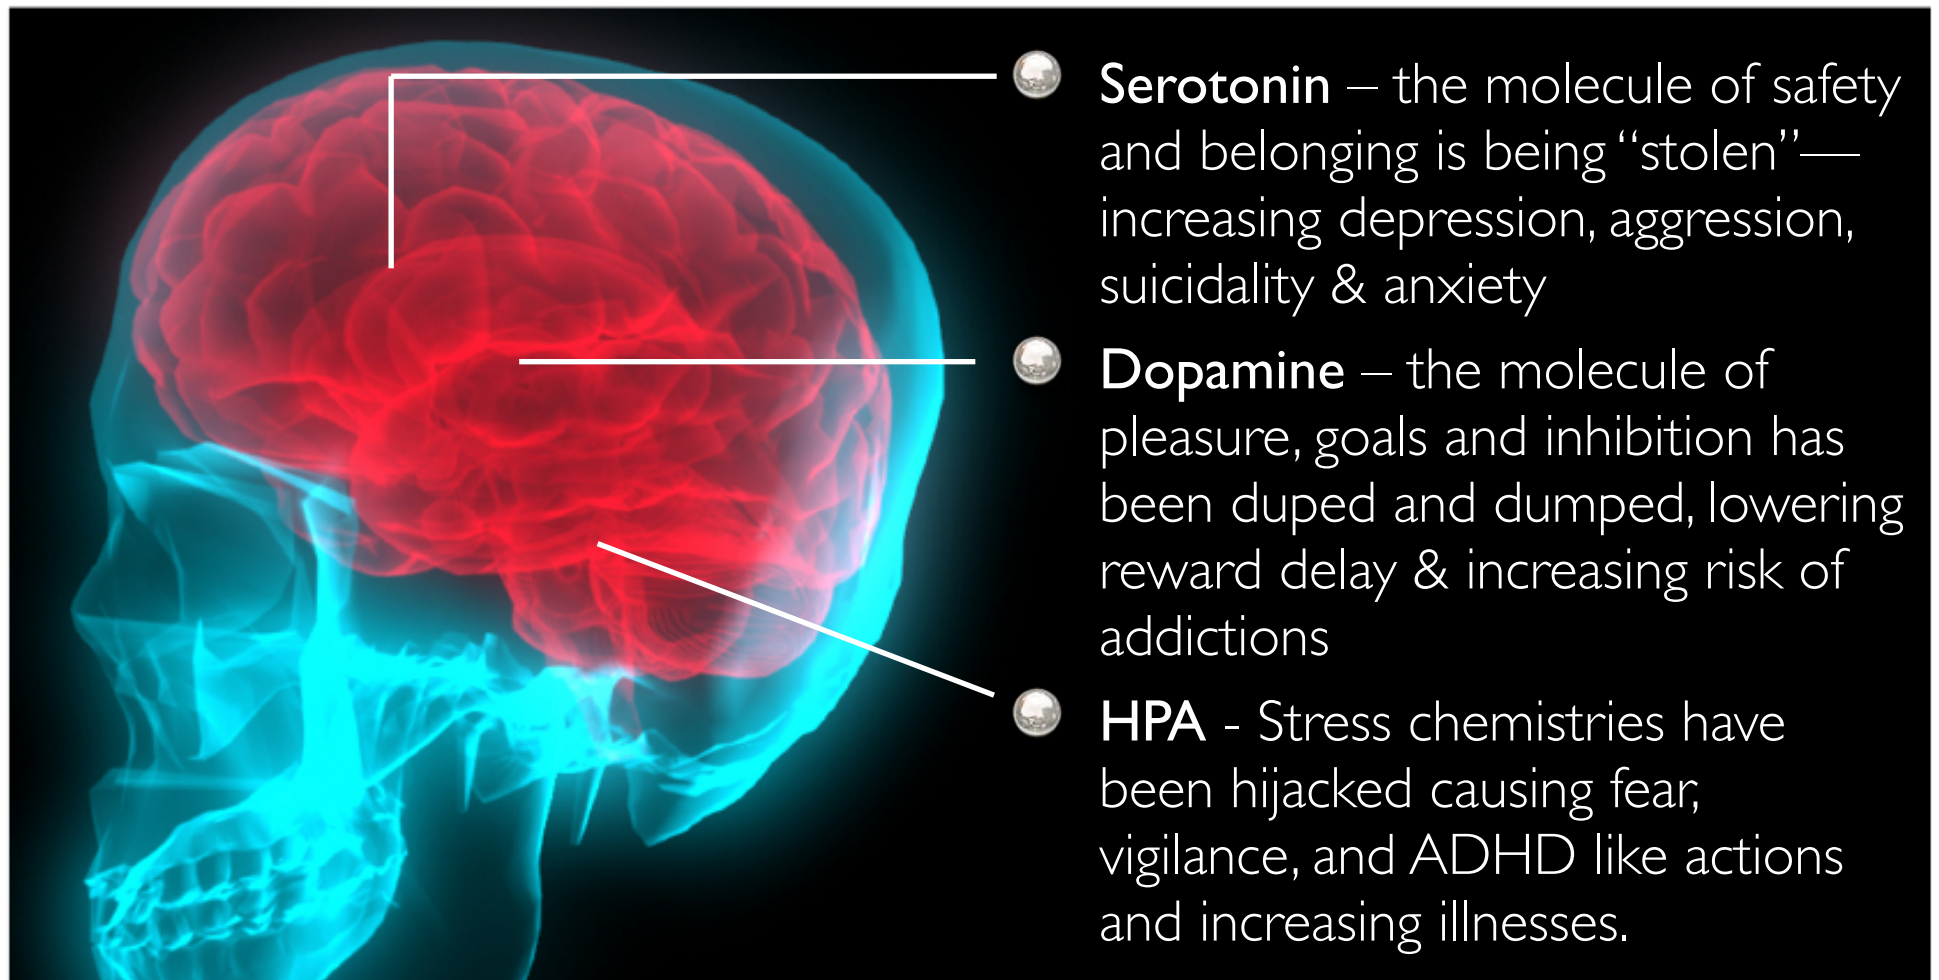 Serotonin – the molecule of safety
and belonging is being “stolen”—
increasing depression, aggression,
suicidality & anxiety
Dopamine – the molecule of
pleasure, goals and inhibition has
been duped and dumped, lowering
reward delay & increasing risk of
addictions
HPA - Stress chemistries have
been hijacked causing fear,
vigilance, and ADHD like actions
and increasing illnesses.